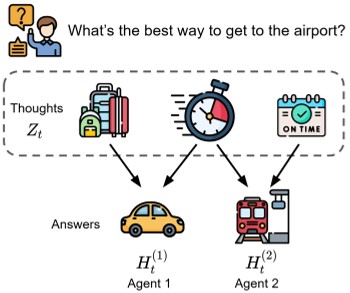 ?
What's the best way to get to the airport?
Thoughts
Z_t
ON TIME
Answers
H_t^{(1)} H_t^{(2)}
Agent 1 Agent 2